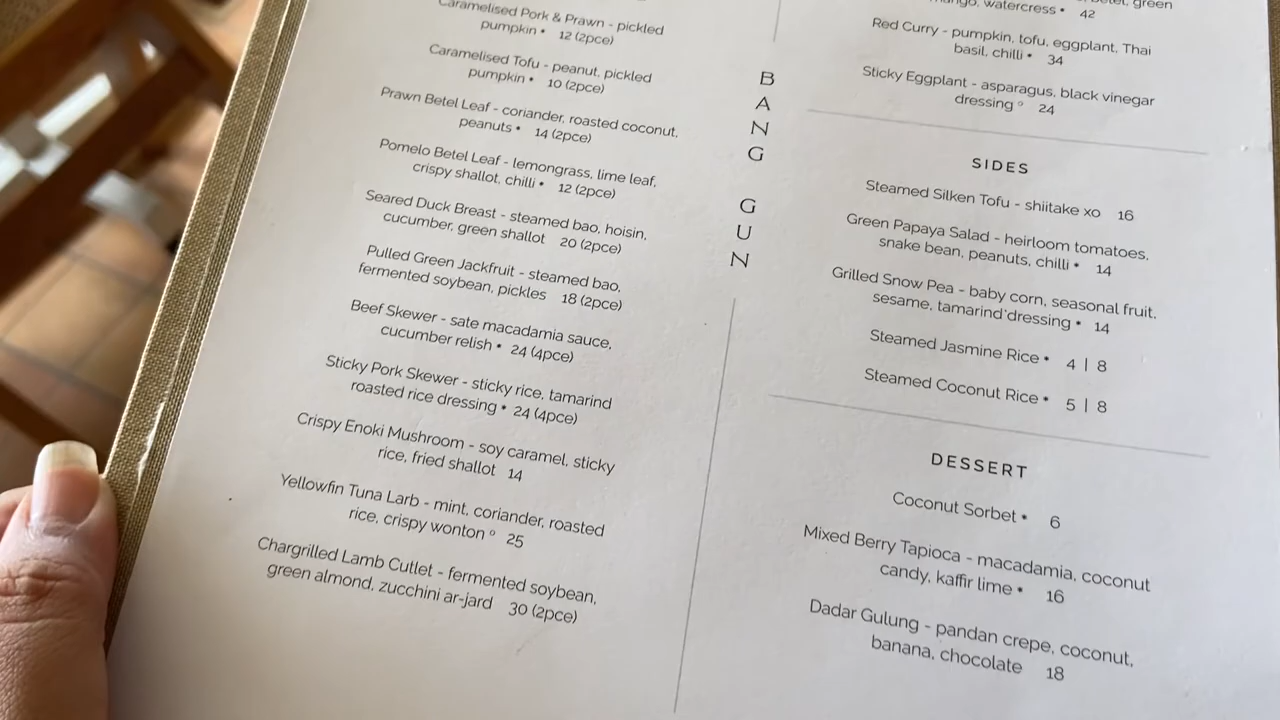 Caramelised Pork & Prawn - pickled
pumpkin • 12 (2pce)
Caramelised Tofu - peanut, pickled
pumpkin • 10 (2pce)
Prawn Betel Leaf - coriander, roasted coconut,
peanuts • 14 (2pce)
Pomelo Betel Leaf - lemongrass, lime leaf,
crispy shallot, chilli • 12 (2pce)
Seared Duck Breast - steamed bao, hoisin,
cucumber, green shallot 20 (2pce)
Pulled Green Jackfruit - steamed bao,
fermented soybean, pickles 18 (2pce)
Beef Skewer - sate macadamia sauce,
cucumber relish • 24 (4pce)
Sticky Pork Skewer - sticky rice, tamarind
roasted rice dressing • 24 (4pce)
Crispy Enoki Mushroom - soy caramel, sticky
rice, fried shallot 14
Yellowfin Tuna Larb - mint, coriander, roasted
rice, crispy wonton ° 25
Chargrilled Lamb Cutlet - fermented soybean,
green almond, zucchini ar-jard 30 (2pce)
BANG GUN
betel, green
mango, watercress • 42
Red Curry - pumpkin, tofu, eggplant, Thai
basil, chilli • 34
Sticky Eggplant - asparagus, black vinegar
dressing ° 24
SIDES
Steamed Silken Tofu - shiitake xo 16
Green Papaya Salad - heirloom tomatoes,
snake bean, peanuts, chilli • 14
Grilled Snow Pea - baby corn, seasonal fruit,
sesame, tamarind dressing • 14
Steamed Jasmine Rice • 4 | 8
Steamed Coconut Rice • 5 | 8
DESSERT
Coconut Sorbet • 6
Mixed Berry Tapioca - macadamia, coconut
candy, kaffir lime • 16
Dadar Gulung - pandan crepe, coconut,
banana, chocolate 18